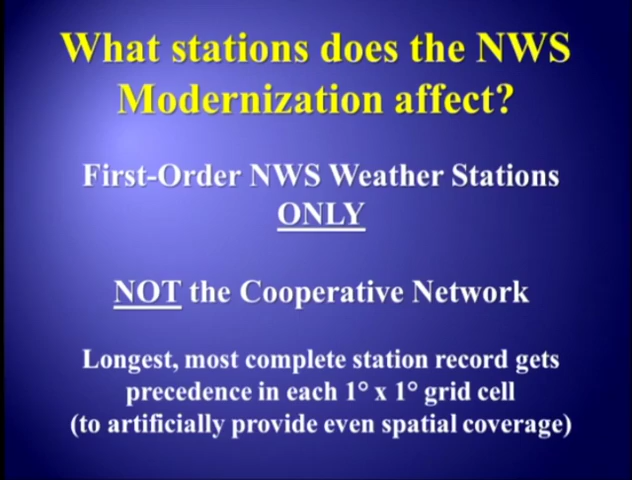 What stations does the NWS
Modernization affect?
First-Order NWS Weather Stations
ONLY
NOT the Cooperative Network
Longest, most complete station record gets
precedence in each 1° x 1° grid cell
(to artificially provide even spatial coverage)